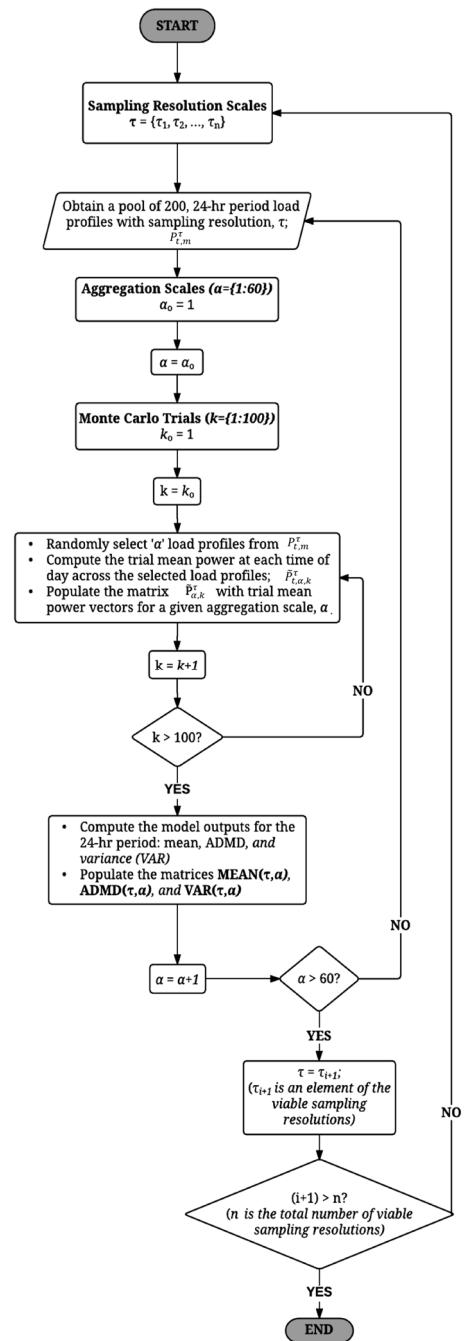 START
Sampling Resolution Scales
τ = {τ₁, τ₂, ..., τₙ}
Obtain a pool of 200, 24-hr period load
profiles with sampling resolution, τ;
P^τ_{t,m}
Aggregation Scales (α={1:60})
α₀ = 1
α = α₀
Monte Carlo Trials (k={1:100})
k₀ = 1
k = k₀
• Randomly select 'α' load profiles from P^τ_{t,m}
• Compute the trial mean power at each time of
day across the selected load profiles; P̃^τ_{t,α,k}
• Populate the matrix P̃^τ_{α,k} with trial mean
power vectors for a given aggregation scale, α .
k = k+1
NO
k > 100?
YES
• Compute the model outputs for the
24-hr period: mean, ADMD, and
variance (VAR)
• Populate the matrices MEAN(τ,α),
ADMD(τ,α), and VAR(τ,α)
NO
α = α+1
α > 60?
YES
τ = τᵢ₊₁;
(τᵢ₊₁ is an element of the
viable sampling
resolutions)
NO
(i+1) > n?
(n is the total number of viable
sampling resolutions)
YES
END